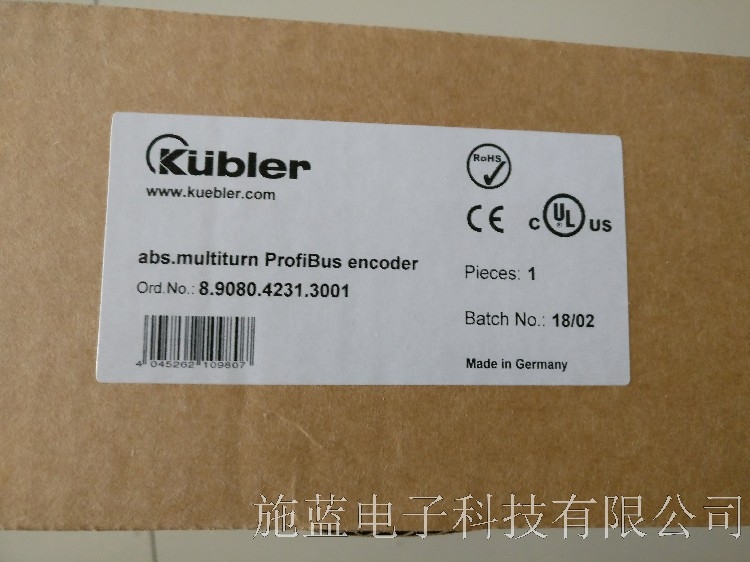 Kübler
www.kuebler.com
RoHS
CE
c UL US
abs.multiturn ProfiBus encoder
Ord.No.: 8.9080.4231.3001
Pieces: 1
Batch No.: 18/02
4 045262 109807
Made in Germany
施蓝电子科技有限公司